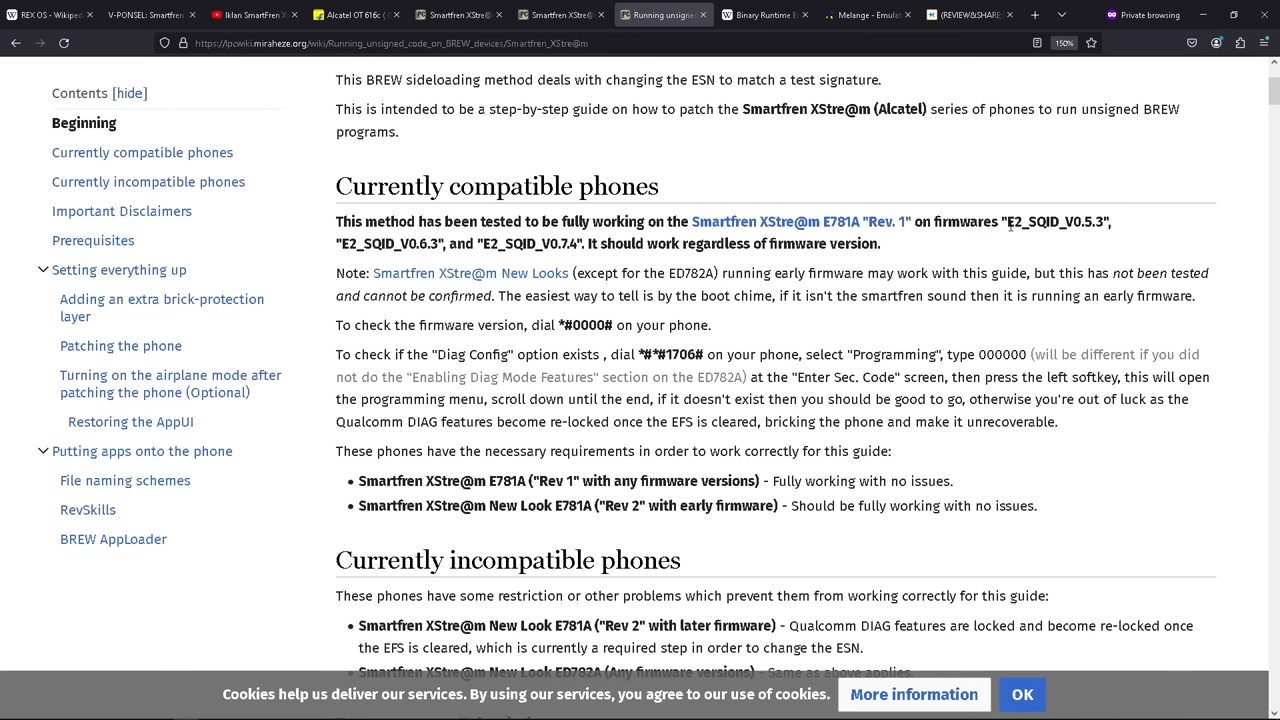 REX OS - Wikiped
V-PONSEL: Smartfren
Iklan SmartFren X
Alcatel OT 616c ( C
Smartfren XStre@
Smartfren XStre@
Running unsigned
Binary Runtime E
Melange - Emulat
(REVIEW&SHARE
Private browsing
https://lpcwiki.miraheze.org/wiki/Running_unsigned_code_on_BREW_devices/Smartfren_XStre@m
150%
Contents [hide]
Beginning
Currently compatible phones
Currently incompatible phones
Important Disclaimers
Prerequisites
Setting everything up
Adding an extra brick-protection
layer
Patching the phone
Turning on the airplane mode after
patching the phone (Optional)
Restoring the AppUI
Putting apps onto the phone
File naming schemes
RevSkills
BREW AppLoader
This BREW sideloading method deals with changing the ESN to match a test signature.
This is intended to be a step-by-step guide on how to patch the Smartfren XStre@m (Alcatel) series of phones to run unsigned BREW
programs.
Currently compatible phones
This method has been tested to be fully working on the Smartfren XStre@m E781A "Rev. 1" on firmwares "E2_SQID_V0.5.3",
"E2_SQID_V0.6.3", and "E2_SQID_V0.7.4". It should work regardless of firmware version.
Note: Smartfren XStre@m New Looks (except for the ED782A) running early firmware may work with this guide, but this has not been tested
and cannot be confirmed. The easiest way to tell is by the boot chime, if it isn't the smartfren sound then it is running an early firmware.
To check the firmware version, dial *#0000# on your phone.
To check if the "Diag Config" option exists , dial *#*#1706# on your phone, select "Programming", type 000000 (will be different if you did
not do the "Enabling Diag Mode Features" section on the ED782A) at the "Enter Sec. Code" screen, then press the left softkey, this will open
the programming menu, scroll down until the end, if it doesn't exist then you should be good to go, otherwise you're out of luck as the
Qualcomm DIAG features become re-locked once the EFS is cleared, bricking the phone and make it unrecoverable.
These phones have the necessary requirements in order to work correctly for this guide:
• Smartfren XStre@m E781A ("Rev 1" with any firmware versions) - Fully working with no issues.
• Smartfren XStre@m New Look E781A ("Rev 2" with early firmware) - Should be fully working with no issues.
Currently incompatible phones
These phones have some restriction or other problems which prevent them from working correctly for this guide:
• Smartfren XStre@m New Look E781A ("Rev 2" with later firmware) - Qualcomm DIAG features are locked and become re-locked once
the EFS is cleared, which is currently a required step in order to change the ESN.
• Smartfren XStre@m New Look ED782A (Any firmware versions) - Same as above applies.
Cookies help us deliver our services. By using our services, you agree to our use of cookies.
More information
OK